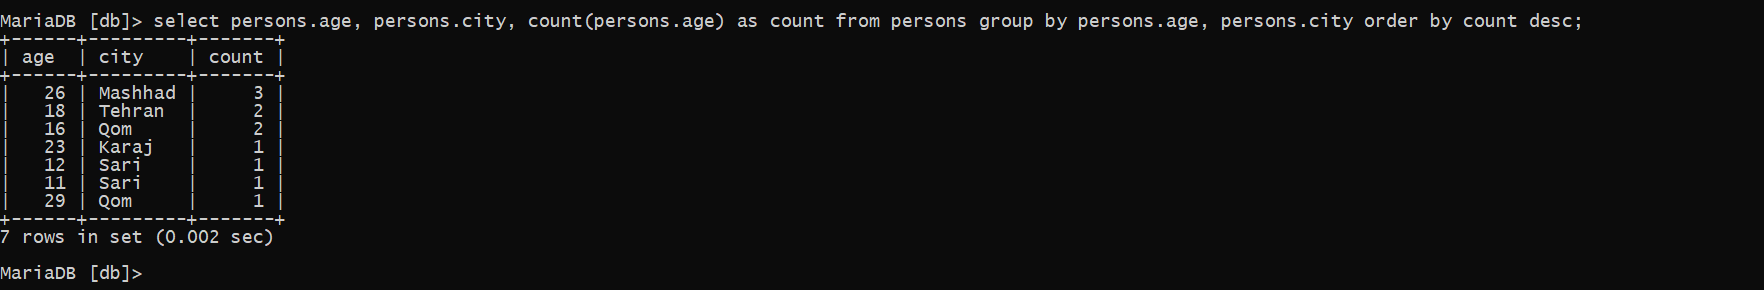 MariaDB [db]> select persons.age, persons.city, count(persons.age) as count from persons group by persons.age, persons.city order by count desc;
+------+---------+-------+
| age  | city    | count |
+------+---------+-------+
|   26 | Mashhad |     3 |
|   18 | Tehran  |     2 |
|   16 | Qom     |     2 |
|   23 | Karaj   |     1 |
|   12 | Sari    |     1 |
|   11 | Sari    |     1 |
|   29 | Qom     |     1 |
+------+---------+-------+
7 rows in set (0.002 sec)
MariaDB [db]>